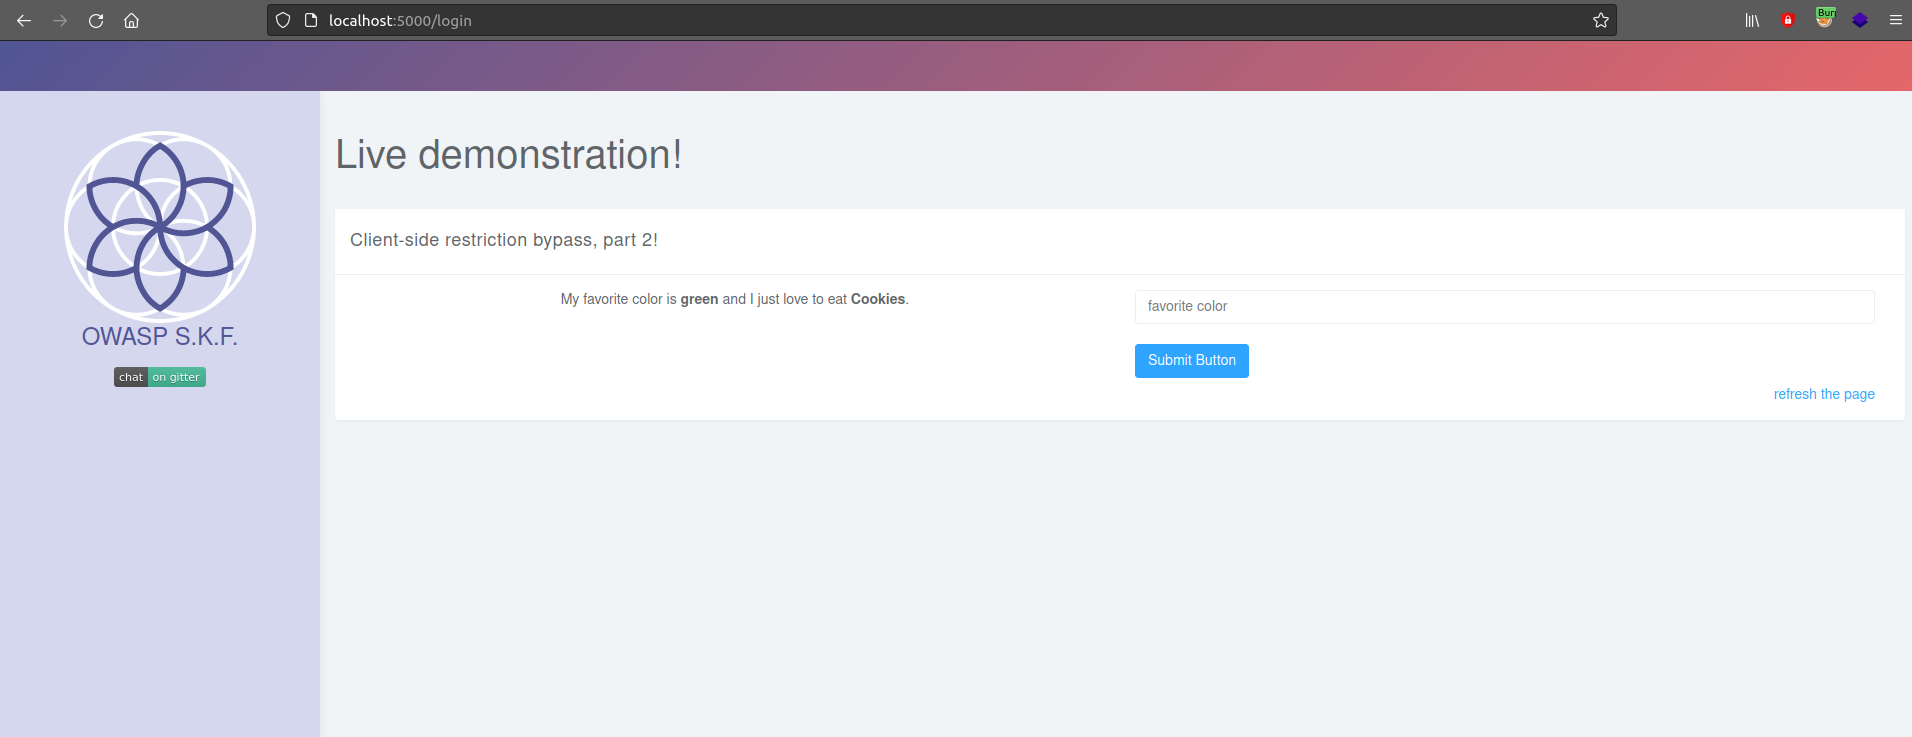 localhost:5000/login
Burr
OWASP S.K.F.
chat on gitter
Live demonstration!
Client-side restriction bypass, part 2!
My favorite color is green and I just love to eat Cookies.
favorite color
Submit Button
refresh the page